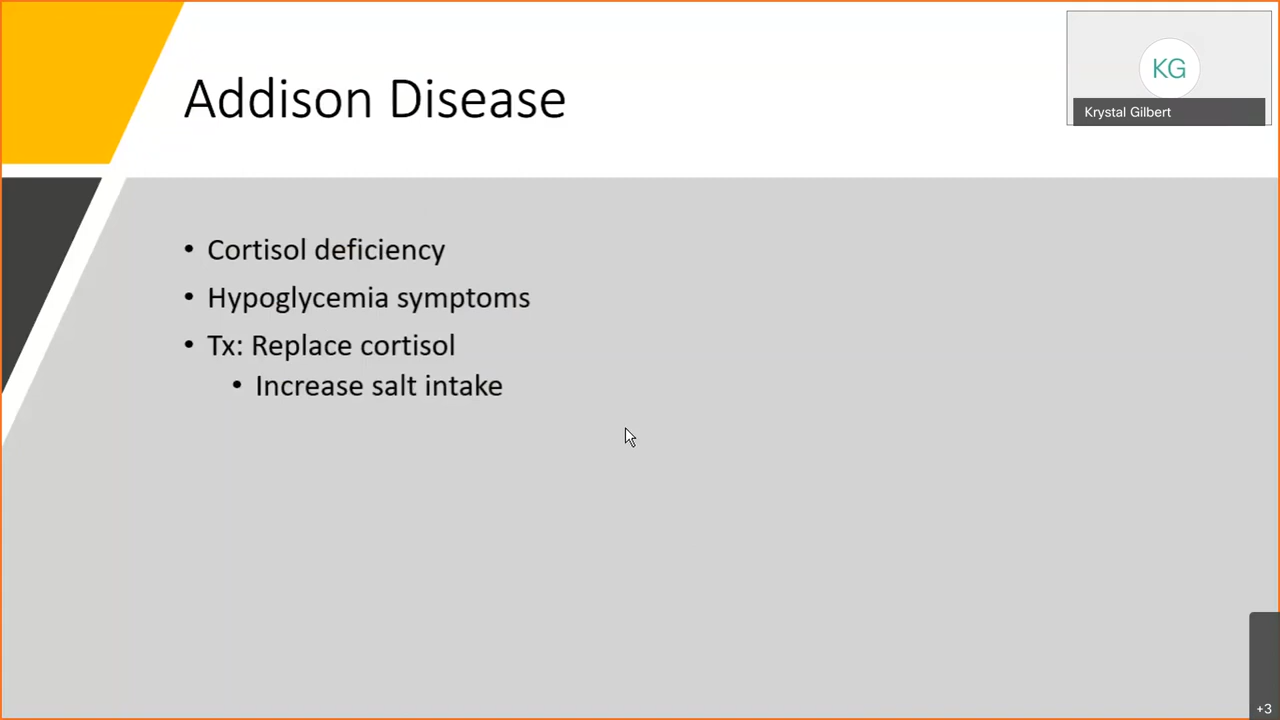 Addison Disease
KG
Krystal Gilbert
• Cortisol deficiency
• Hypoglycemia symptoms
• Tx: Replace cortisol
• Increase salt intake
+3